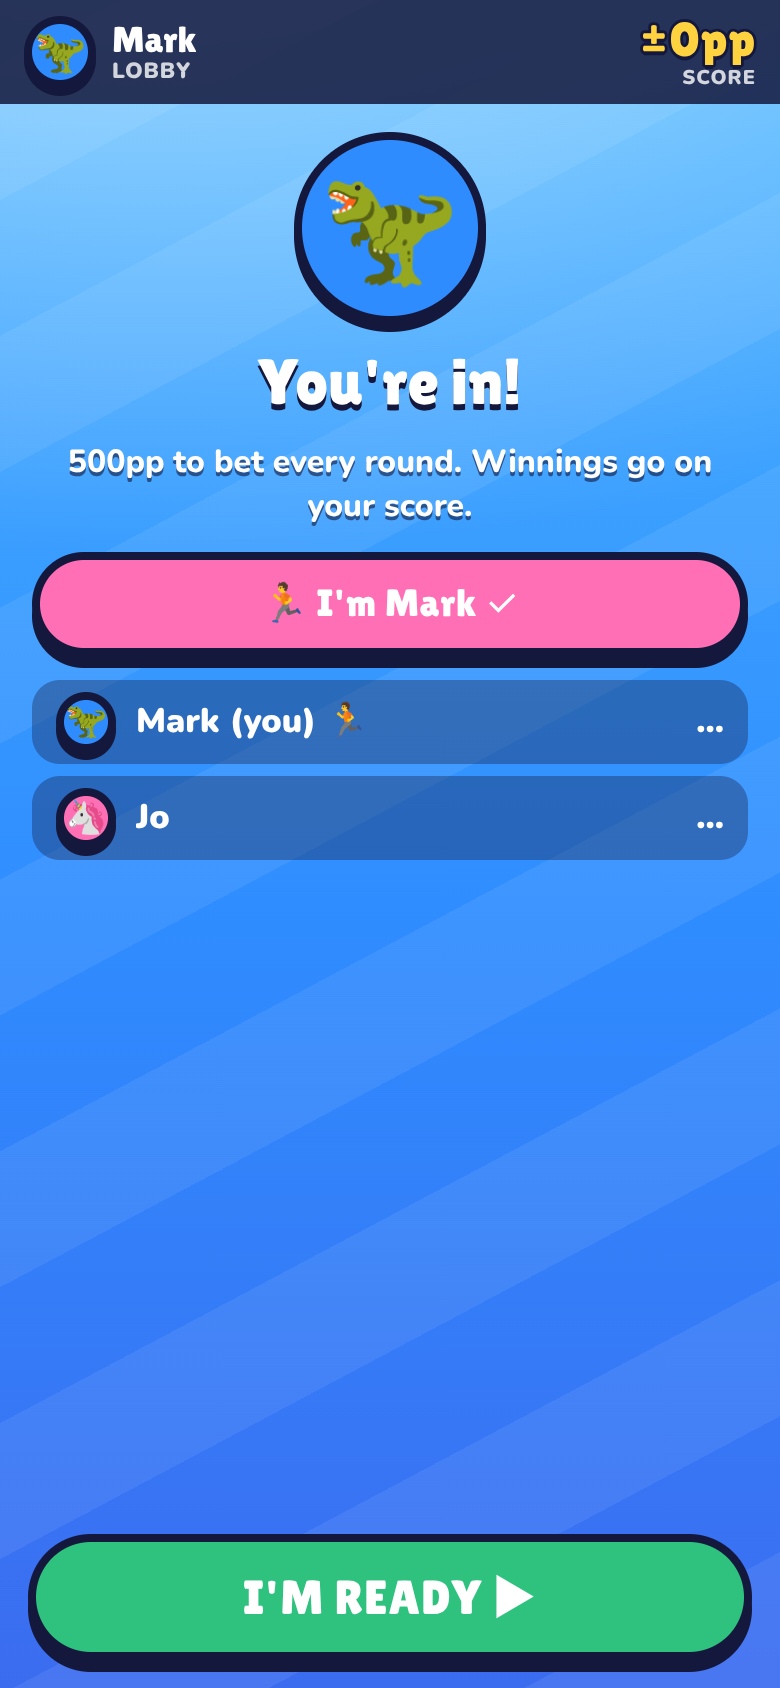 Mark
LOBBY
±0pp
SCORE
You're in!
500pp to bet every round. Winnings go on
your score.
🏃 I'm Mark ✓
Mark (you) 🏃
...
Jo
...
I'M READY ▶